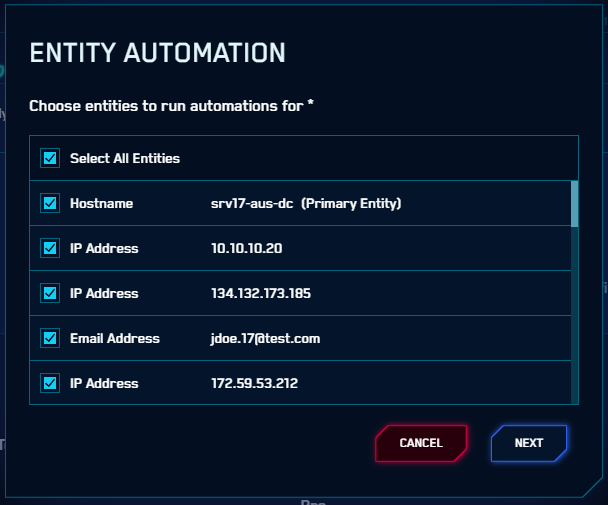 ENTITY AUTOMATION
Choose entities to run automations for *
Select All Entities
Hostname srv17-aus-dc (Primary Entity)
IP Address 10.10.10.20
IP Address 134.132.173.185
Email Address jdoe.17@test.com
IP Address 172.59.53.212
CANCEL NEXT